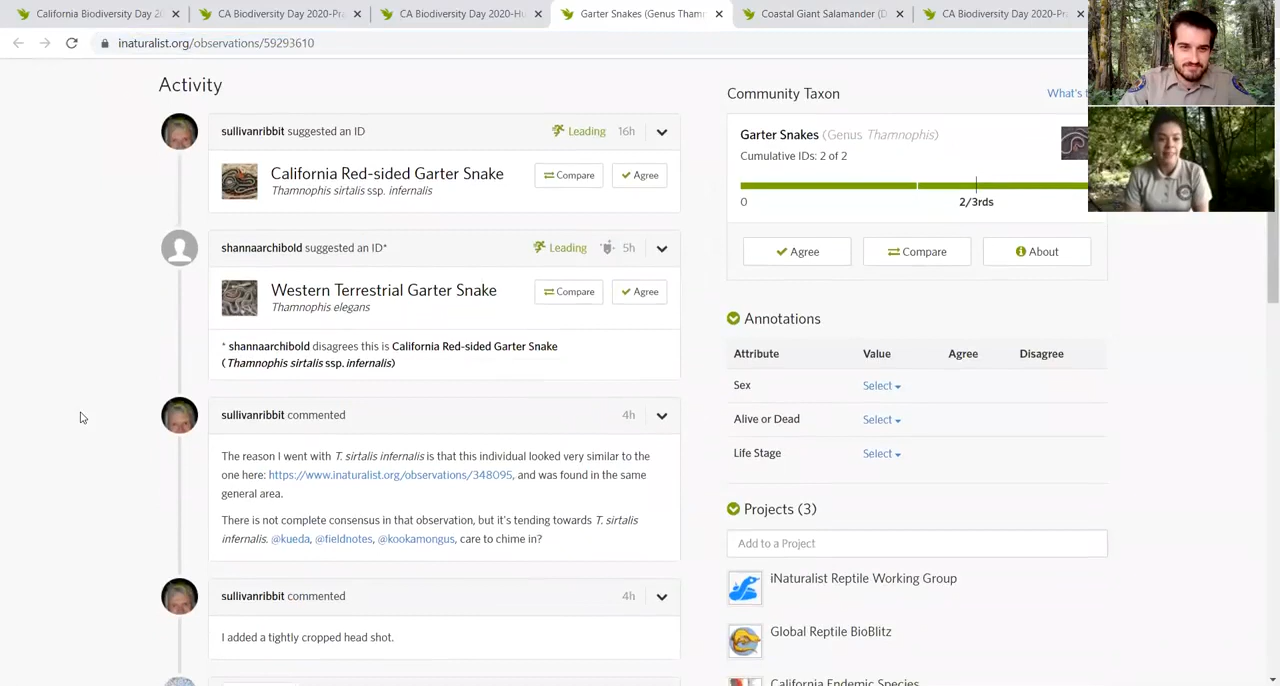 California Biodiversity Day 20
CA Biodiversity Day 2020-Pra
CA Biodiversity Day 2020-Hu
Garter Snakes (Genus Tham
Coastal Giant Salamander (D
CA Biodiversity Day 2020-Pr
inaturalist.org/observations/59293610
Activity
sullivanribbit suggested an ID
Leading 16h
California Red-sided Garter Snake
Thamnophis sirtalis ssp. infernalis
Compare
Agree
shannaarchibold suggested an ID*
Leading 5h
Western Terrestrial Garter Snake
Thamnophis elegans
Compare
Agree
* shannaarchibold disagrees this is California Red-sided Garter Snake
(Thamnophis sirtalis ssp. infernalis)
sullivanribbit commented
4h
The reason I went with T. sirtalis infernalis is that this individual looked very similar to the
one here: https://www.inaturalist.org/observations/348095, and was found in the same
general area.
There is not complete consensus in that observation, but it's tending towards T. sirtalis
infernalis. @kueda, @fieldnotes, @kookamongus, care to chime in?
sullivanribbit commented
4h
I added a tightly cropped head shot.
Community Taxon
What's t
Garter Snakes (Genus Thamnophis)
Cumulative IDs: 2 of 2
0
2/3rds
Agree
Compare
About
Annotations
Attribute Value Agree Disagree
Sex Select
Alive or Dead Select
Life Stage Select
Projects (3)
Add to a Project
iNaturalist Reptile Working Group
Global Reptile BioBlitz
California Endemic Species